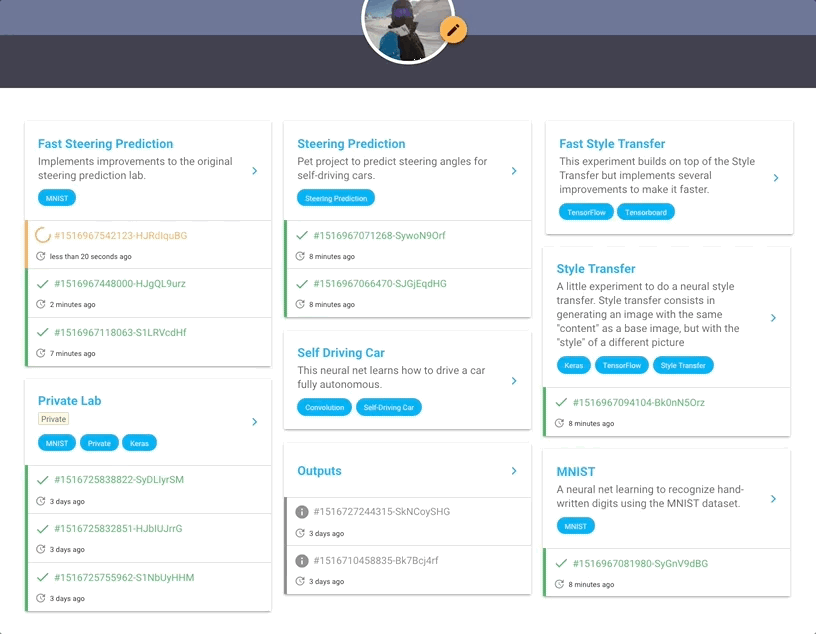 Fast Steering Prediction
Implements improvements to the original
steering prediction lab.
MNIST
#1516967542123-HJRdIquBG
less than 20 seconds ago
#1516967448000-HJgQL9urz
2 minutes ago
#1516967118063-S1LRVcdHf
7 minutes ago
Private Lab
Private
MNIST Private Keras
#1516725838822-SyDLIyrSM
3 days ago
#1516725832851-HJbIUJrrG
3 days ago
#1516725755962-S1NbUyHHM
3 days ago
Steering Prediction
Pet project to predict steering angles for
self-driving cars.
Steering Prediction
#1516967071268-SywoN9Orf
8 minutes ago
#1516967066470-SJGjEqdHG
8 minutes ago
Self Driving Car
This neural net learns how to drive a car
fully autonomous.
Convolution Self-Driving Car
Outputs
#1516727244315-SkNCoySHG
3 days ago
#1516710458835-Bk7Bcj4rf
3 days ago
Fast Style Transfer
This experiment builds on top of the Style
Transfer but implements several
improvements to make it faster.
TensorFlow Tensorboard
Style Transfer
A little experiment to do a neural style
transfer. Style transfer consists in
generating an image with the same
"content" as a base image, but with the
"style" of a different picture
Keras TensorFlow Style Transfer
#1516967094104-Bk0nN5Orz
8 minutes ago
MNIST
A neural net learning to recognize hand-
written digits using the MNIST dataset.
MNIST
#1516967081980-SyGnV9dBG
8 minutes ago